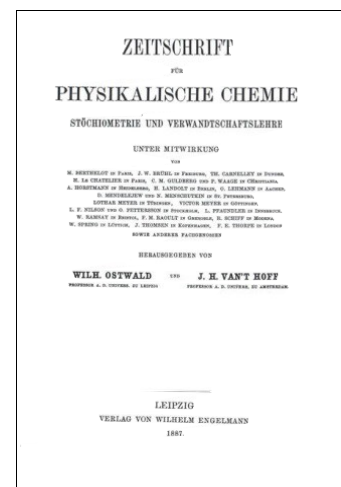 ZEITSCHRIFT
FÜR
PHYSIKALISCHE CHEMIE
STÖCHIOMETRIE UND VERWANDTSCHAFTSLEHRE
UNTER MITWIRKUNG
VON
M. BERTHELOT IN PARIS, J. W. BRÜHL IN FREIBURG, TH. CARNELLEY IN DUNDEE,
H. LE CHATELIER IN PARIS, C. M. GULDBERG UND P. WAAGE IN CHRISTIANIA,
A. HORSTMANN IN HEIDELBERG, H. LANDOLT IN BERLIN, O. LEHMANN IN AACHEN,
D. MENDELEJEW UND N. MENSCHUTKIN IN ST. PETERSBURG,
LOTHAR MEYER IN TÜBINGEN, VICTOR MEYER IN GÖTTINGEN,
L. F. NILSON UND O. PETTERSSON IN STOCKHOLM, L. PFAUNDLER IN INNSBRUCK,
W. RAMSAY IN BRISTOL, F. M. RAOULT IN GRENOBLE, R. SCHIFF IN MODENA,
W. SPRING IN LÜTTICH, J. THOMSEN IN KOPENHAGEN, F. E. THORPE IN LONDON
SOWIE ANDERER FACHGENOSSEN
HERAUSGEGEBEN VON
WILH. OSTWALD UND J. H. VAN'T HOFF
PROFESSOR A. D. UNIVERS. ZU LEIPZIG PROFESSOR A. D. UNIVERS. ZU AMSTERDAM.
LEIPZIG
VERLAG VON WILHELM ENGELMANN
1887.